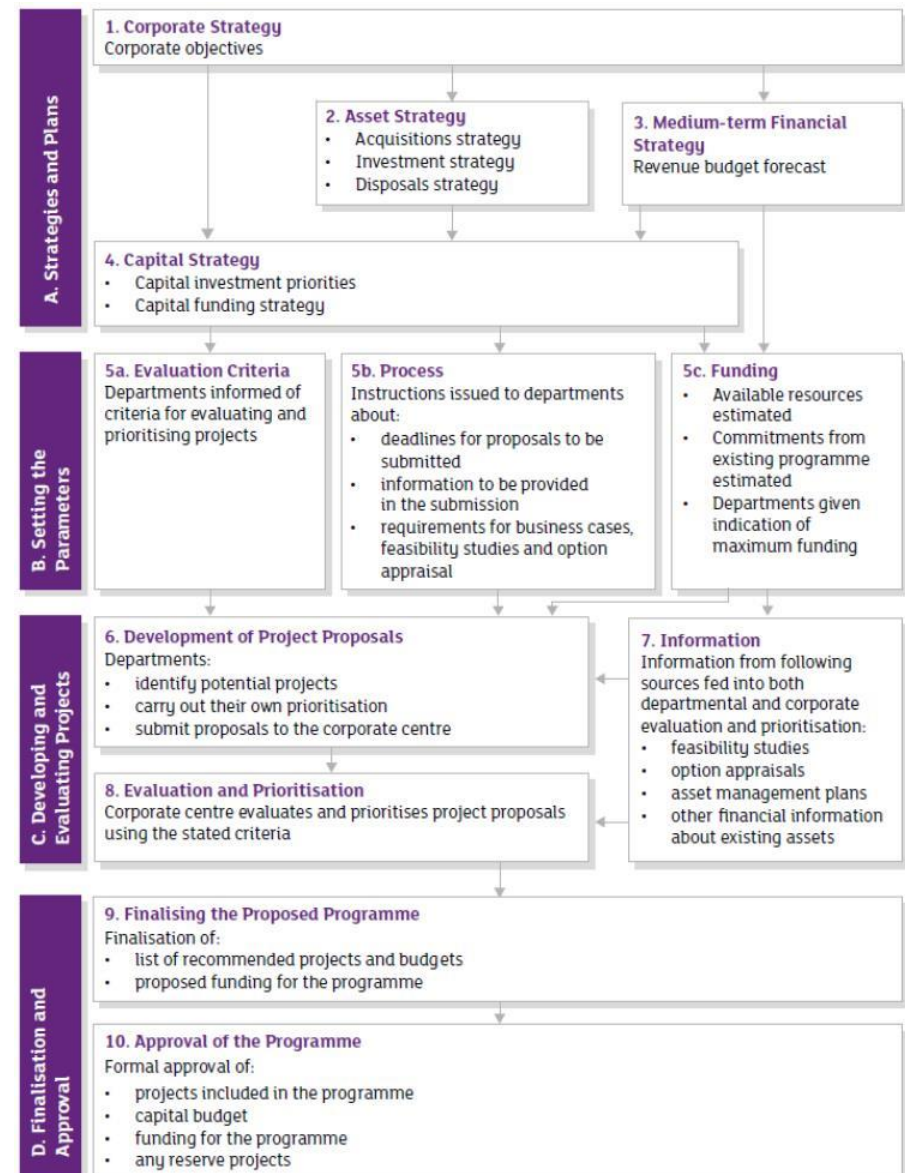 A. Strategies and Plans
1. Corporate Strategy
Corporate objectives
2. Asset Strategy
• Acquisitions strategy
• Investment strategy
• Disposals strategy
3. Medium-term Financial
Strategy
Revenue budget forecast
4. Capital Strategy
• Capital investment priorities
• Capital funding strategy
B. Setting the
Parameters
5a. Evaluation Criteria
Departments informed of
criteria for evaluating and
prioritising projects
5b. Process
Instructions issued to departments
about:
• deadlines for proposals to be
submitted
• information to be provided
in the submission
• requirements for business cases,
feasibility studies and option
appraisal
5c. Funding
• Available resources
estimated
• Commitments from
existing programme
estimated
• Departments given
indication of
maximum funding
C. Developing and
Evaluating Projects
6. Development of Project Proposals
Departments:
• identify potential projects
• carry out their own prioritisation
• submit proposals to the corporate centre
7. Information
Information from following
sources fed into both
departmental and corporate
evaluation and prioritisation:
• feasibility studies
• option appraisals
• asset management plans
• other financial information
about existing assets
8. Evaluation and Prioritisation
Corporate centre evaluates and prioritises project proposals
using the stated criteria
D. Finalisation and
Approval
9. Finalising the Proposed Programme
Finalisation of:
• list of recommended projects and budgets
• proposed funding for the programme
10. Approval of the Programme
Formal approval of:
• projects included in the programme
• capital budget
• funding for the programme
• any reserve projects